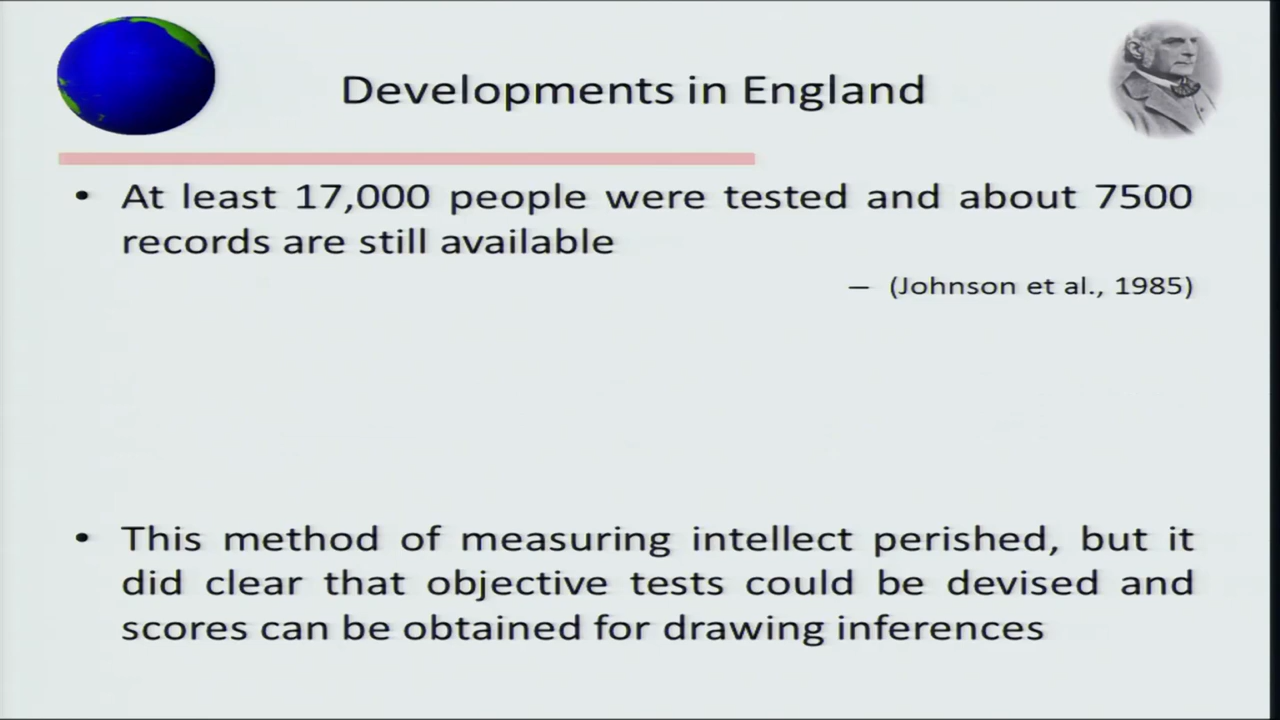 Developments in England
• At least 17,000 people were tested and about 7500
records are still available
– (Johnson et al., 1985)
• This method of measuring intellect perished, but it
did clear that objective tests could be devised and
scores can be obtained for drawing inferences